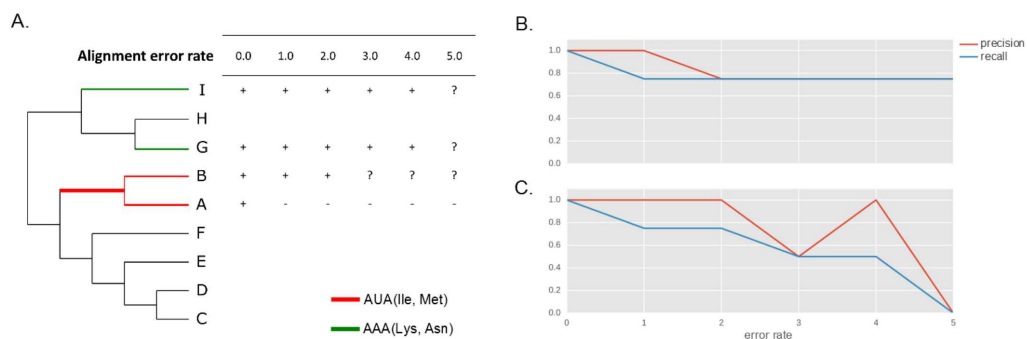 A.
Alignment error rate 0.0 1.0 2.0 3.0 4.0 5.0
I + + + + + ?
H
G + + + + + ?
B + + + ? ? ?
A + - - - - -
F
E
D
C
AUA(Ile, Met)
AAA(Lys, Asn)
B.
precision
recall
1.0
0.8
0.6
0.4
0.2
0.0
C.
1.0
0.8
0.6
0.4
0.2
0.0
0 1 2 3 4 5
error rate